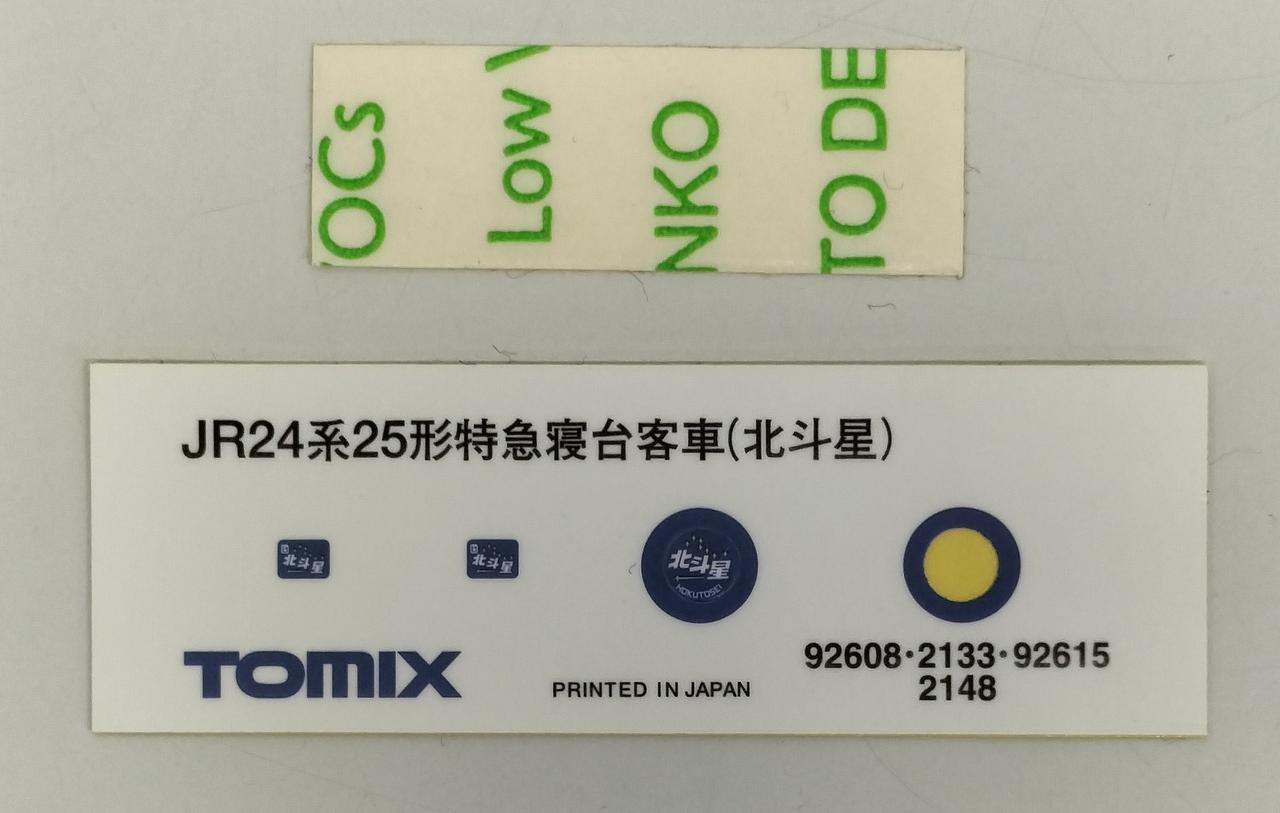 OCs
Low
NKO
TO DE
JR24系25形特急寝台客車(北斗星)
北斗星
北斗星
北斗星
HOKUTOSEI
TOMIX
PRINTED IN JAPAN
92608・2133・92615
2148